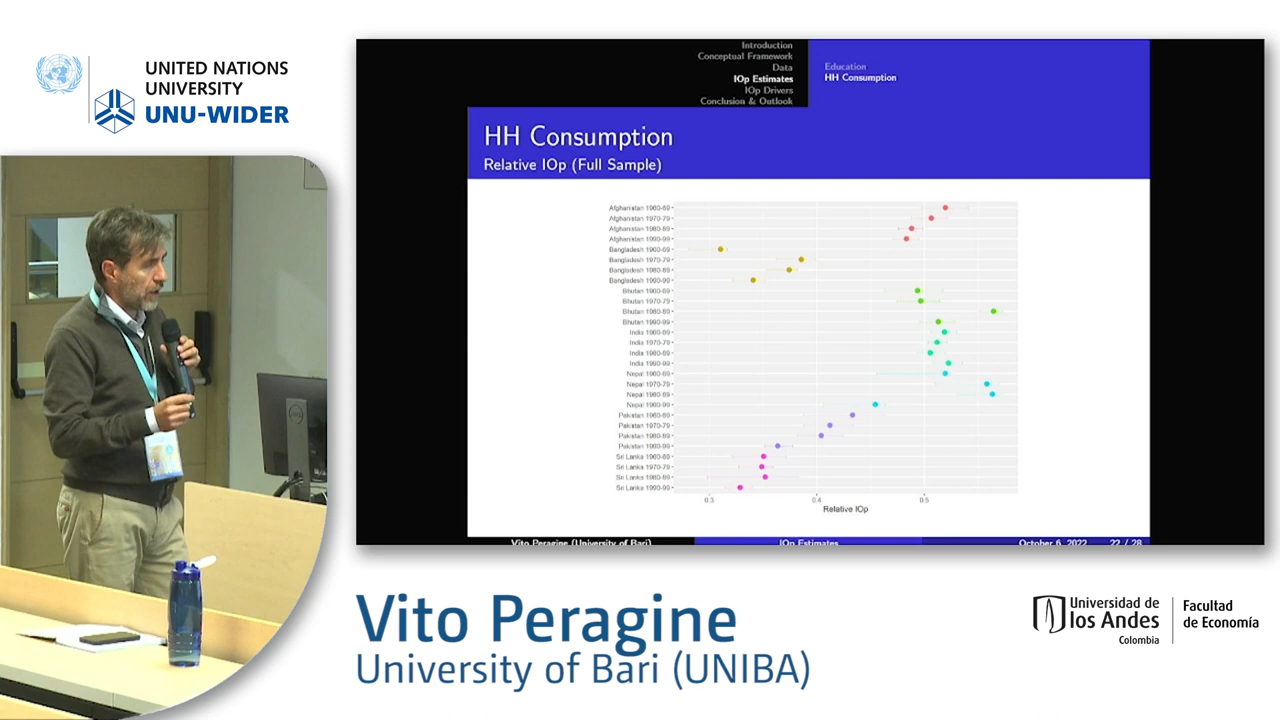 UNITED NATIONS
UNIVERSITY
UNU-WIDER
Introduction
Conceptual Framework
Data
IOp Estimates
IOp Drivers
Conclusion & Outlook
Education
HH Consumption
HH Consumption
Relative IOp (Full Sample)
Afghanistan 1960-69
Afghanistan 1970-79
Afghanistan 1980-89
Afghanistan 1990-99
Bangladesh 1960-69
Bangladesh 1970-79
Bangladesh 1980-89
Bangladesh 1990-99
Bhutan 1960-69
Bhutan 1970-79
Bhutan 1980-89
Bhutan 1990-99
India 1960-69
India 1970-79
India 1980-89
India 1990-99
Nepal 1960-69
Nepal 1970-79
Nepal 1980-89
Nepal 1990-99
Pakistan 1960-69
Pakistan 1970-79
Pakistan 1980-89
Pakistan 1990-99
Sri Lanka 1960-69
Sri Lanka 1970-79
Sri Lanka 1980-89
Sri Lanka 1990-99
0.3 0.4 0.5
Relative IOp
Vito Peragine (University of Bari) IOp Estimates October 6, 2022 22 / 28
Vito Peragine
University of Bari (UNIBA)
Universidad de
los Andes
Colombia
Facultad
de Economía